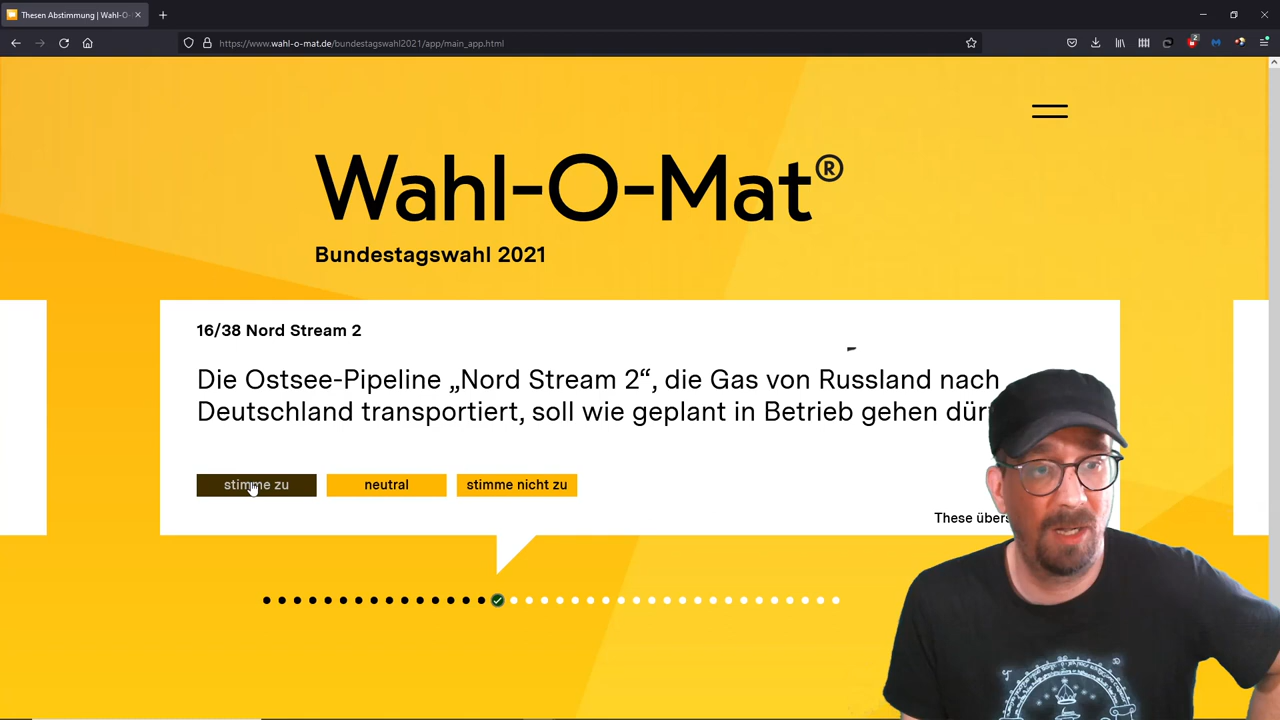 Thesen Abstimmung | Wahl-O-
https://www.wahl-o-mat.de/bundestagswahl2021/app/main_app.html
2
Wahl-O-Mat®
Bundestagswahl 2021
16/38 Nord Stream 2
Die Ostsee-Pipeline „Nord Stream 2“, die Gas von Russland nach
Deutschland transportiert, soll wie geplant in Betrieb gehen
stimme zu
neutral
stimme nicht zu
These